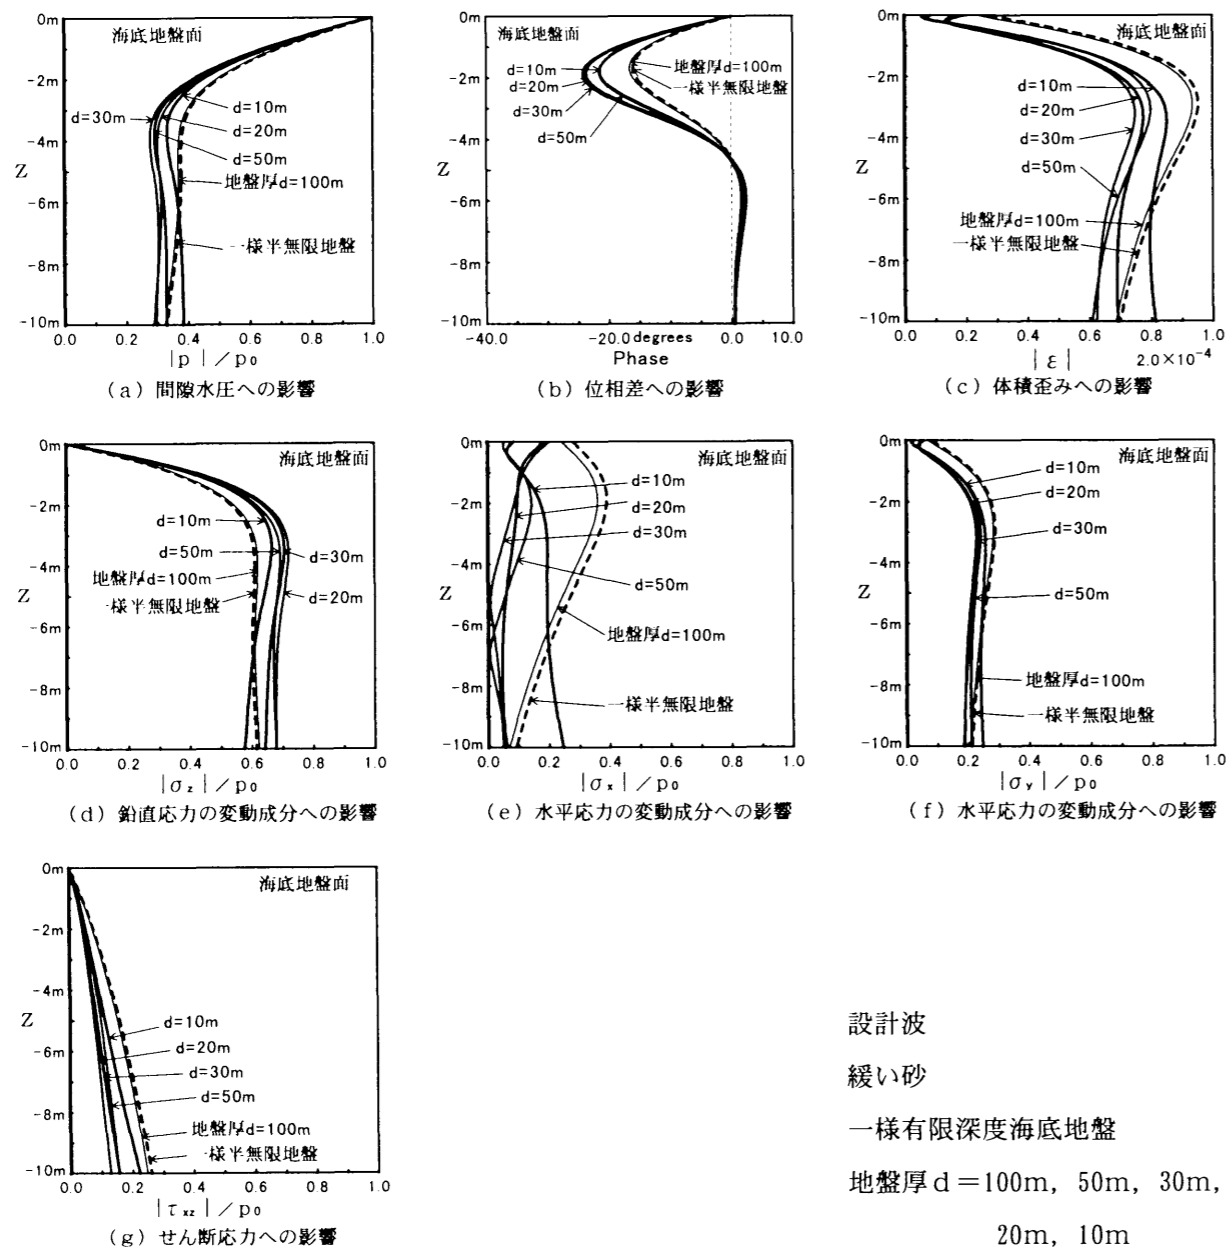 0m
海底地盤面
-2m
d=10m
d=30m
d=20m
-4m
d=50m
Z
地盤厚d=100m
-6m
一様半無限地盤
-8m
-10m
0.0 0.2 0.4 0.6 0.8 1.0
|p|/p₀
(a) 間隙水圧への影響
0m
海底地盤面
地盤厚d=100m
-2m
d=10m
d=20m
一様半無限地盤
d=30m
d=50m
-4m
Z
-6m
-8m
-10m
-40.0 -20.0 degrees 0.0 10.0
Phase
(b) 位相差への影響
0m
海底地盤面
-2m
d=10m
d=20m
d=30m
-4m
d=50m
Z
-6m
地盤厚d=100m
一様半無限地盤
-8m
-10m
0.0 0.2 0.4 0.6 0.8 1.0
|ε| 2.0×10⁻⁴
(c) 体積歪みへの影響
0m
海底地盤面
-2m
d=10m
d=50m
d=30m
-4m
地盤厚d=100m
一様半無限地盤
d=20m
Z
-6m
-8m
-10m
0.0 0.2 0.4 0.6 0.8 1.0
|σz|/p₀
(d) 鉛直応力の変動成分への影響
0m
海底地盤面
d=10m
-2m
d=20m
d=30m
-4m
d=50m
Z
-6m
地盤厚d=100m
-8m
一様半無限地盤
-10m
0.0 0.2 0.4 0.6 0.8 1.0
|σx|/p₀
(e) 水平応力の変動成分への影響
0m
海底地盤面
d=10m
-2m
d=20m
d=30m
-4m
Z
d=50m
-6m
-8m
地盤厚d=100m
一様半無限地盤
-10m
0.0 0.2 0.4 0.6 0.8 1.0
|σy|/p₀
(f) 水平応力の変動成分への影響
0m
海底地盤面
-2m
-4m
Z
d=10m
-6m
d=20m
d=30m
d=50m
-8m
地盤厚d=100m
一様半無限地盤
-10m
0.0 0.2 0.4 0.6 0.8 1.0
|τxz|/p₀
(g) せん断応力への影響
設計波
緩い砂
一様有限深度海底地盤
地盤厚d=100m, 50m, 30m,
20m, 10m